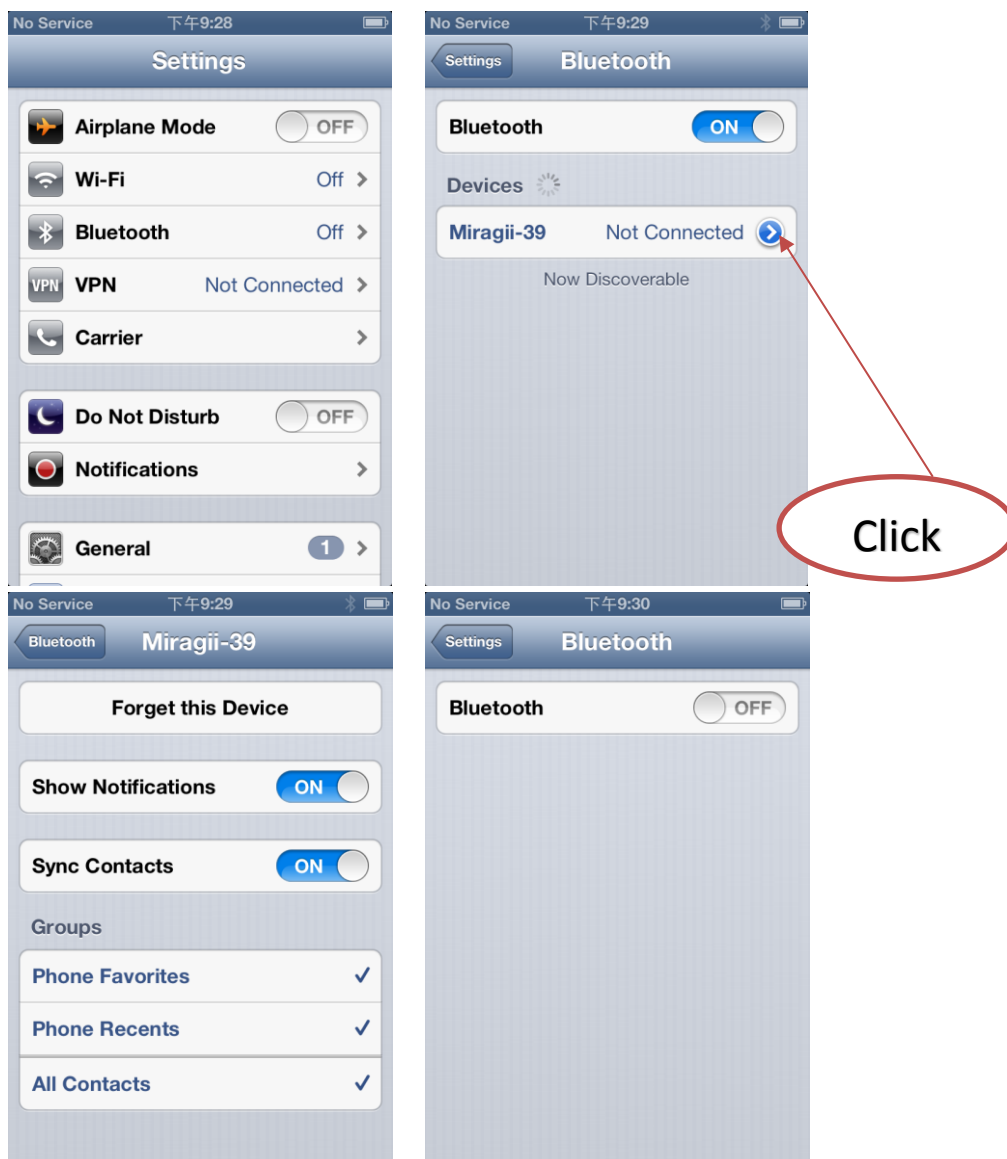 No Service 下午9:28
Settings
Airplane Mode OFF
Wi-Fi Off
Bluetooth Off
VPN VPN Not Connected
Carrier
Do Not Disturb OFF
Notifications
General 1
No Service 下午9:29
Settings Bluetooth
Bluetooth ON
Devices
Miragii-39 Not Connected
Now Discoverable
Click
No Service 下午9:29
Bluetooth Miragii-39
Forget this Device
Show Notifications ON
Sync Contacts ON
Groups
Phone Favorites
Phone Recents
All Contacts
No Service 下午9:30
Settings Bluetooth
Bluetooth OFF